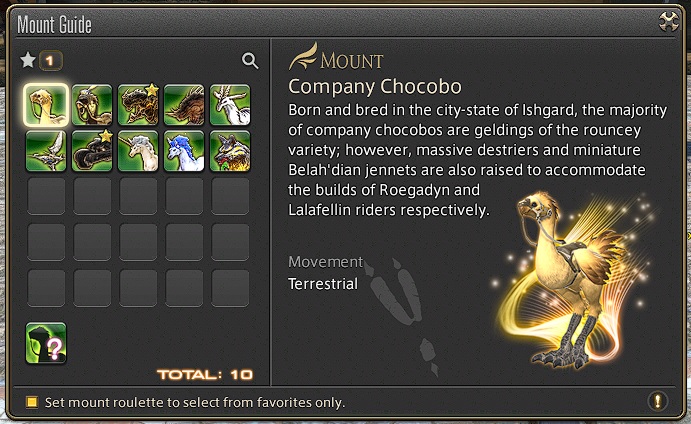 Mount Guide
1
MOUNT
Company Chocobo
Born and bred in the city-state of Ishgard, the majority
of company chocobos are geldings of the rouncey
variety; however, massive destriers and miniature
Belah'dian jennets are also raised to accommodate
the builds of Roegadyn and
Lalafellin riders respectively.
Movement
Terrestrial
?
TOTAL: 10
Set mount roulette to select from favorites only.
!